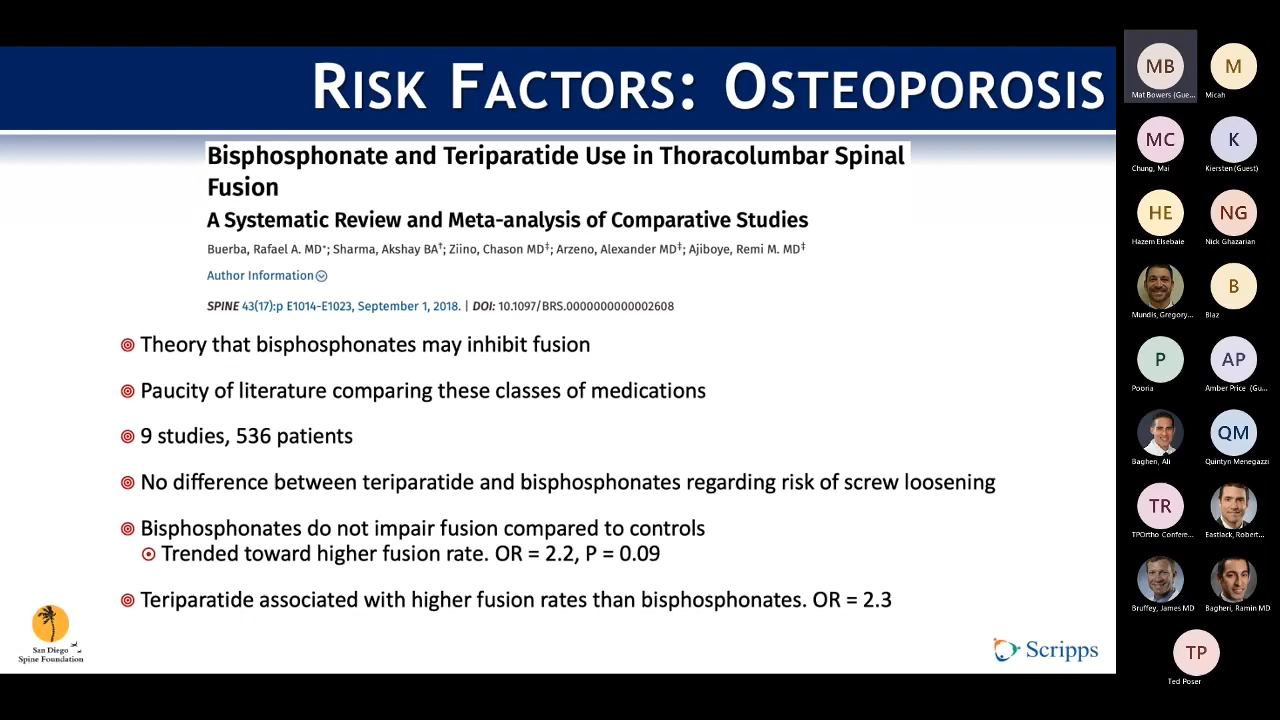 RISK FACTORS: OSTEOPOROSIS
Bisphosphonate and Teriparatide Use in Thoracolumbar Spinal
Fusion
A Systematic Review and Meta-analysis of Comparative Studies
Buerba, Rafael A. MD*; Sharma, Akshay BA†; Ziino, Chason MD‡; Arzeno, Alexander MD‡; Ajiboye, Remi M. MD‡
Author Information
SPINE 43(17):p E1014-E1023, September 1, 2018. | DOI: 10.1097/BRS.0000000000002608
Theory that bisphosphonates may inhibit fusion
Paucity of literature comparing these classes of medications
9 studies, 536 patients
No difference between teriparatide and bisphosphonates regarding risk of screw loosening
Bisphosphonates do not impair fusion compared to controls
Trended toward higher fusion rate. OR = 2.2, P = 0.09
Teriparatide associated with higher fusion rates than bisphosphonates. OR = 2.3
San Diego
Spine Foundation
Scripps
MB
Mat Bowers (Gue...
M
Micah
MC
Chung, Mai
K
Kiersten (Guest)
HE
Hazem Elsebaie
NG
Nick Ghazarian
Mundis, Gregory...
B
Blaz
P
Pooria
AP
Amber Price (Gu...
Bagheri, Ali
QM
Quintyn Menegazzi
TR
TPOrtho Confere...
Eastlack, Robert...
Bruffey, James MD
Bagheri, Ramin MD
TP
Ted Poser